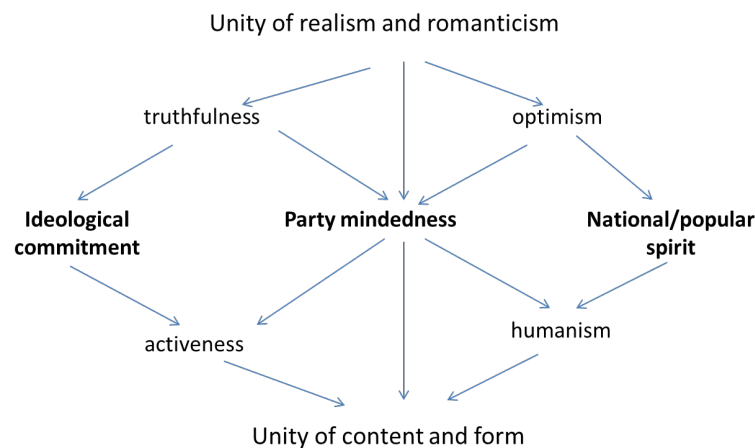 Unity of realism and romanticism
truthfulness
optimism
Ideological
commitment
Party mindedness
National/popular
spirit
activeness
humanism
Unity of content and form